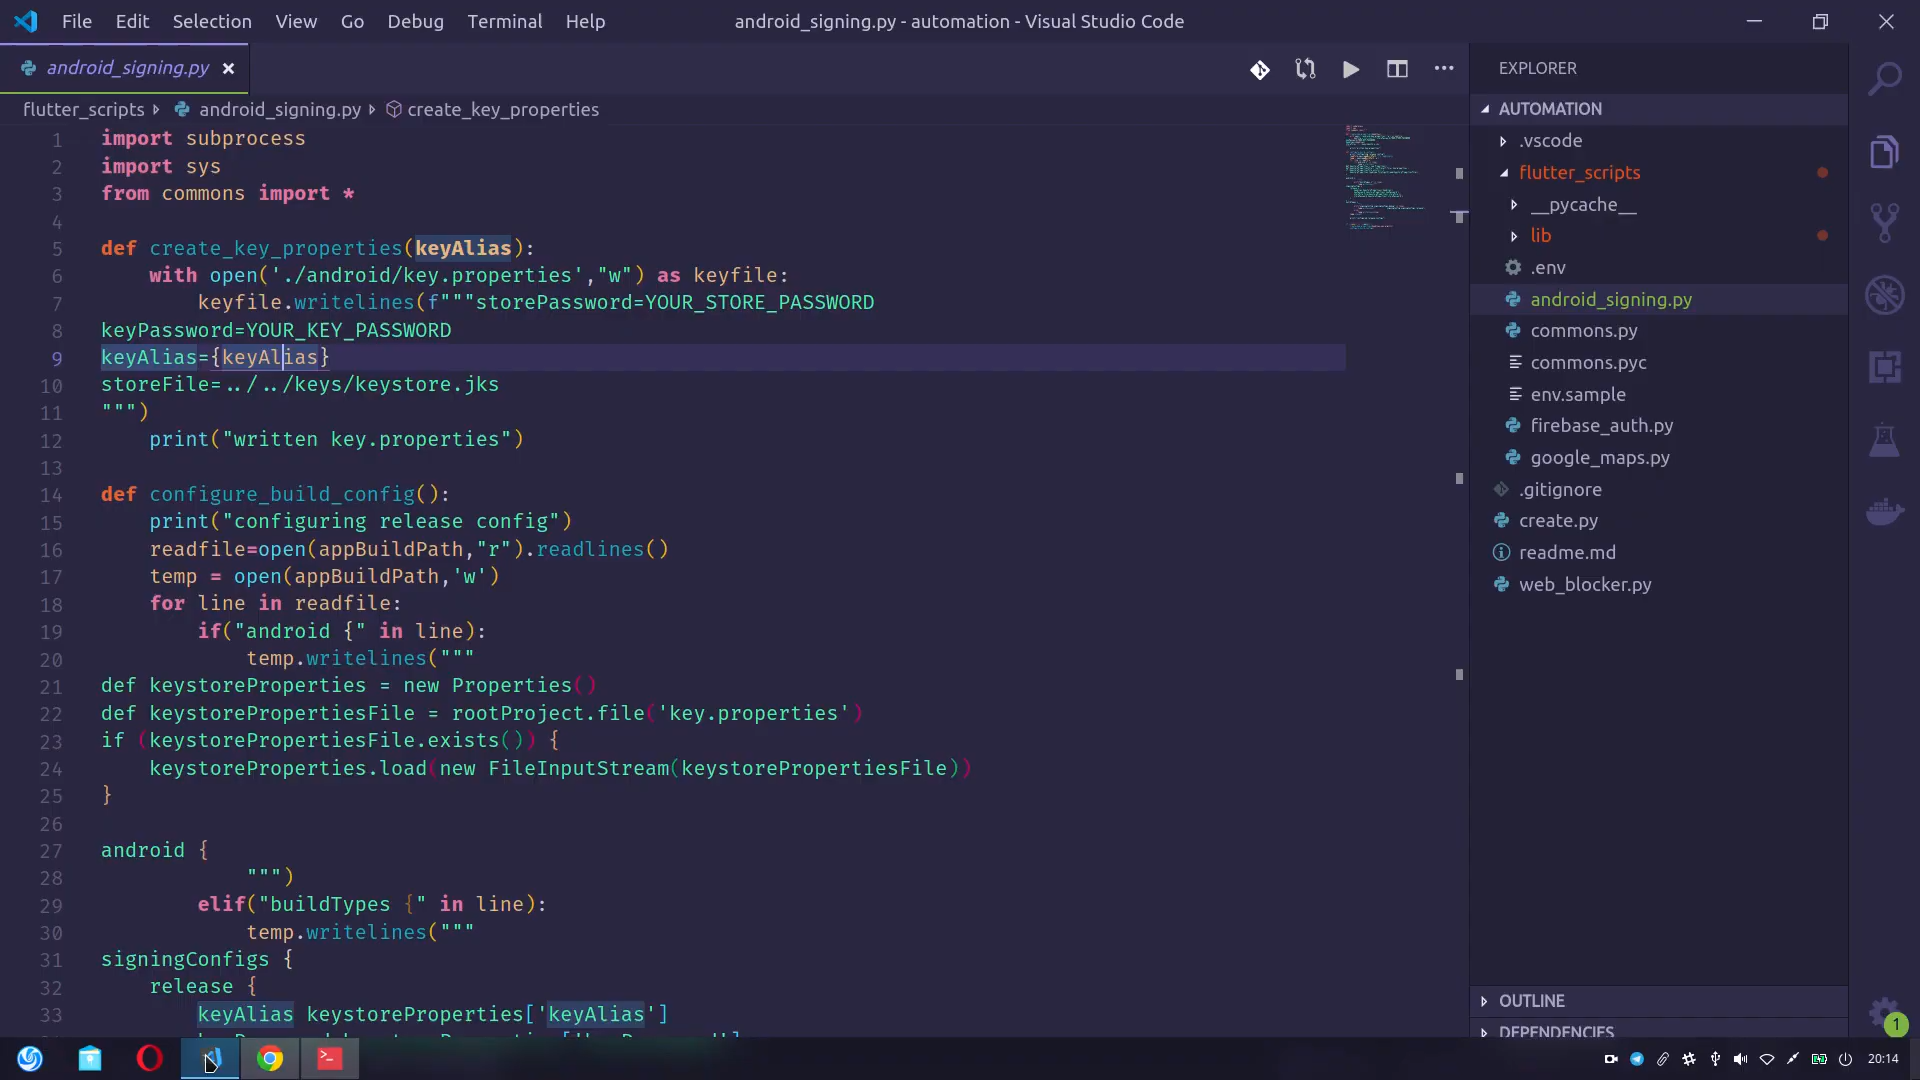 File Edit Selection View Go Debug Terminal Help
android_signing.py - automation - Visual Studio Code
android_signing.py
flutter_scripts android_signing.py create_key_properties
1 import subprocess
2 import sys
3 from commons import *
4
5 def create_key_properties(keyAlias):
6 with open('./android/key.properties',"w") as keyfile:
7 keyfile.writelines(f"""storePassword=YOUR_STORE_PASSWORD
8 keyPassword=YOUR_KEY_PASSWORD
9 keyAlias={keyAlias}
10 storeFile=../../keys/keystore.jks
11 """)
12 print("written key.properties")
13
14 def configure_build_config():
15 print("configuring release config")
16 readfile=open(appBuildPath,"r").readlines()
17 temp = open(appBuildPath,'w')
18 for line in readfile:
19 if("android {" in line):
20 temp.writelines("""
21 def keystoreProperties = new Properties()
22 def keystorePropertiesFile = rootProject.file('key.properties')
23 if (keystorePropertiesFile.exists()) {
24 keystoreProperties.load(new FileInputStream(keystorePropertiesFile))
25 }
26
27 android {
28 """)
29 elif("buildTypes {" in line):
30 temp.writelines("""
31 signingConfigs {
32 release {
33 keyAlias keystoreProperties['keyAlias']
EXPLORER
AUTOMATION
.vscode
flutter_scripts
__pycache__
lib
.env
android_signing.py
commons.py
commons.pyc
env.sample
firebase_auth.py
google_maps.py
.gitignore
create.py
readme.md
web_blocker.py
OUTLINE
DEPENDENCIES
1
20:14